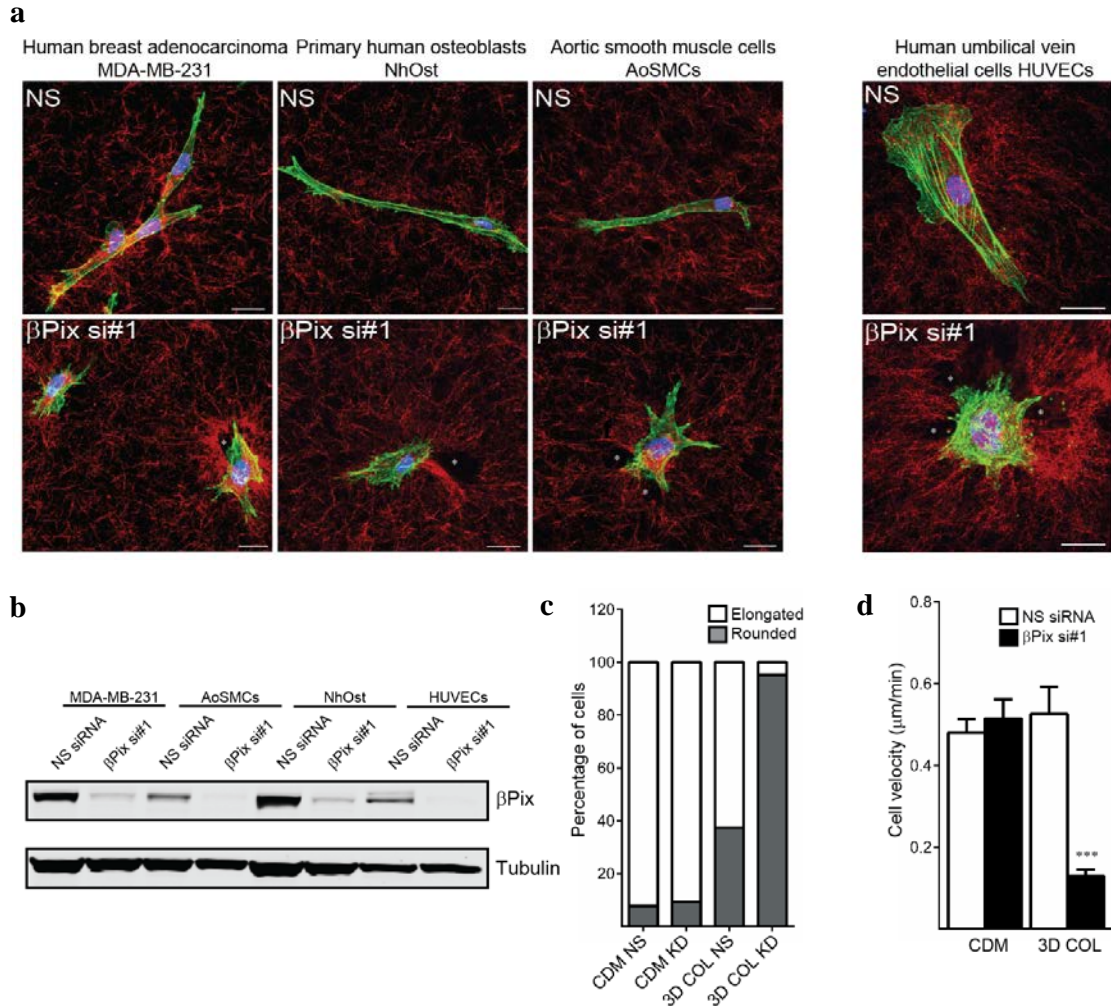 a
Human breast adenocarcinoma
MDA-MB-231
Primary human osteoblasts
NhOst
Aortic smooth muscle cells
AoSMCs
Human umbilical vein
endothelial cells HUVECs
NS
NS
NS
NS
βPix si#1
βPix si#1
βPix si#1
βPix si#1
b
MDA-MB-231
AoSMCs
NhOst
HUVECs
NS siRNA
βPix si#1
NS siRNA
βPix si#1
NS siRNA
βPix si#1
NS siRNA
βPix si#1
βPix
Tubulin
c
Elongated
Rounded
Percentage of cells
120
100
80
60
40
20
CDM NS
CDM KD
3D COL NS
3D COL KD
d
NS siRNA
βPix si#1
Cell velocity (μm/min)
0.8
0.6
0.4
0.2
***
CDM
3D COL